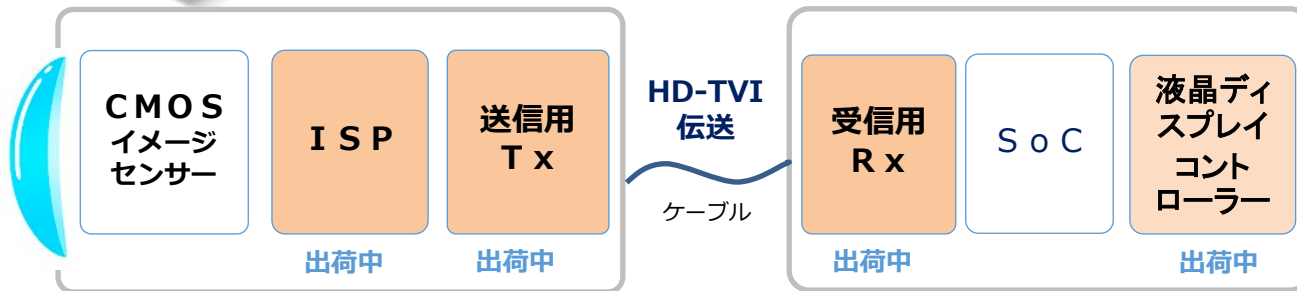 ＣＭＯＳ
イメージ
センサー
ＩＳＰ
送信用
Ｔｘ
HD-TVI
伝送
ケーブル
受信用
Ｒｘ
ＳｏＣ
液晶ディ
スプレイ
コント
ローラー
出荷中
出荷中
出荷中
出荷中